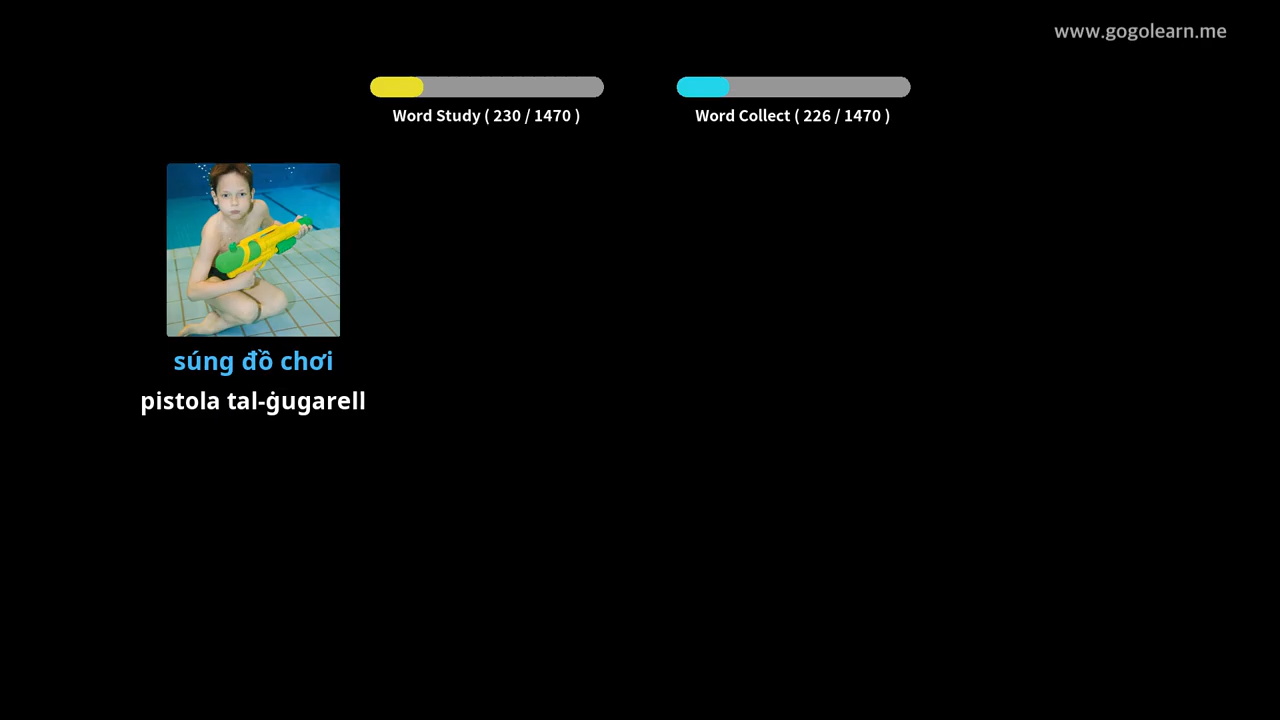 www.gogolearn.me
Word Study ( 230 / 1470 )
Word Collect ( 226 / 1470 )
súng đồ chơi
pistola tal-ġugarell